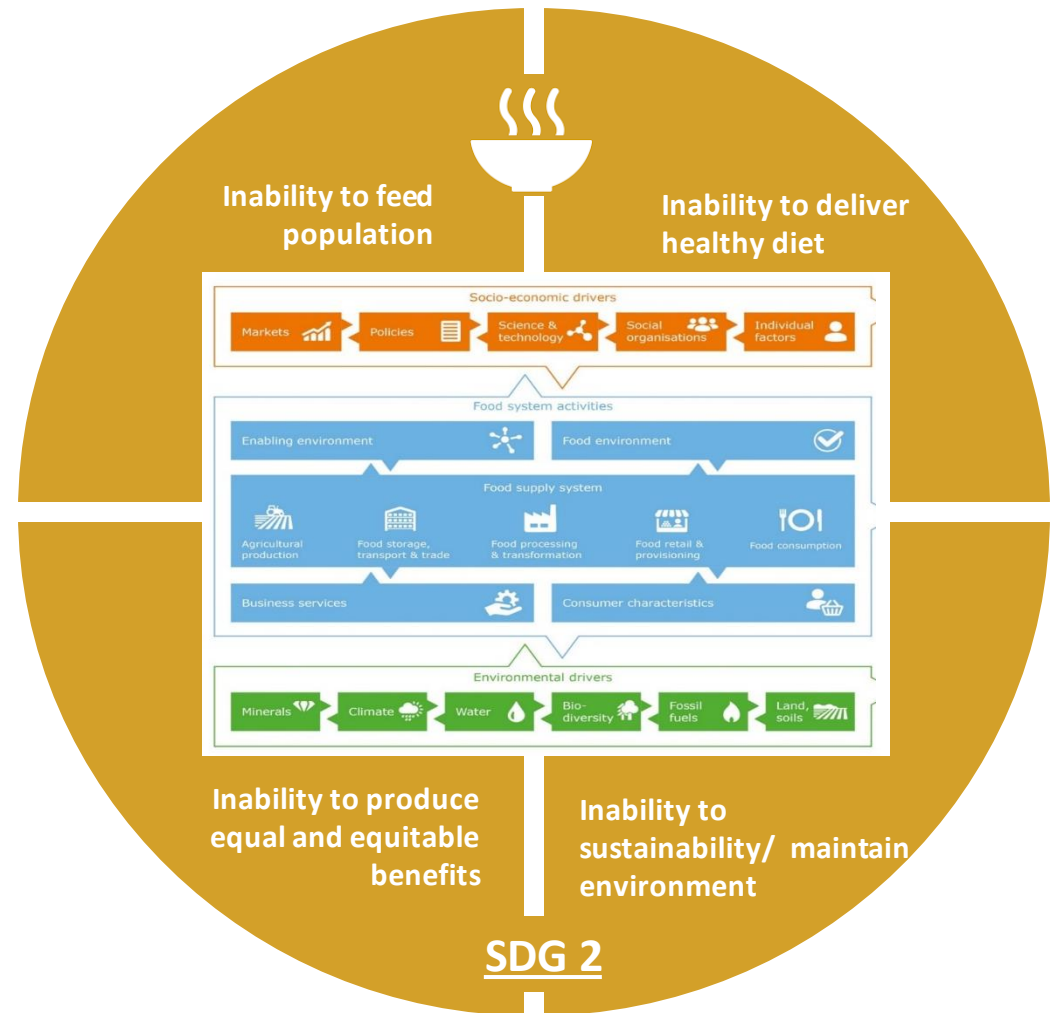 Inability to feed
population
Inability to deliver
healthy diet
Socio-economic drivers
Markets
Policies
Science &
technology
Social
organisations
Individual
factors
Food system activities
Enabling environment
Food environment
Food supply system
Agricultural
production
Food storage,
transport & trade
Food processing
& transformation
Food retail &
provisioning
Food consumption
Business services
Consumer characteristics
Environmental drivers
Minerals
Climate
Water
Bio-
diversity
Fossil
fuels
Land,
soils
Inability to produce
equal and equitable
benefits
Inability to
sustainability/ maintain
environment
SDG 2